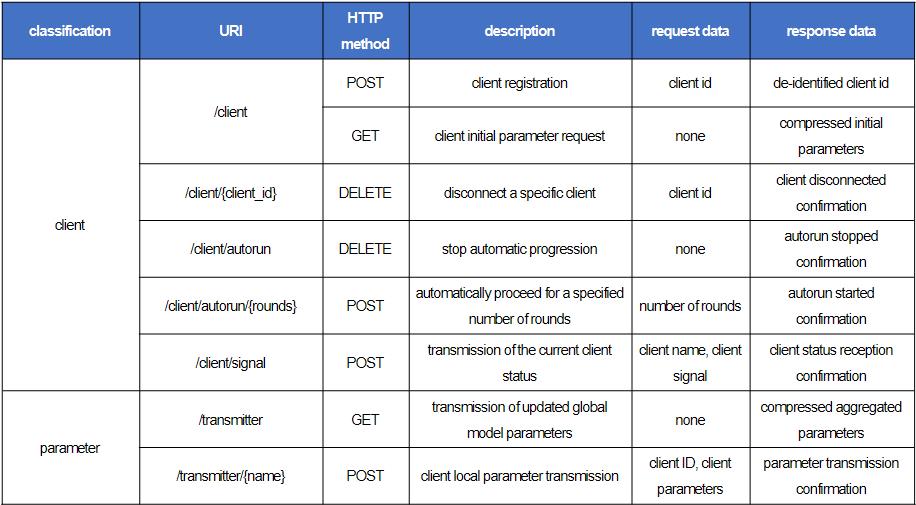 classification
URI
HTTP
method
description
request data
response data
client
/client
POST
client registration
client id
de-identified client id
GET
client initial parameter request
none
compressed initial
parameters
/client/{client_id}
DELETE
disconnect a specific client
client id
client disconnected
confirmation
/client/autorun
DELETE
stop automatic progression
none
autorun stopped
confirmation
/client/autorun/{rounds}
POST
automatically proceed for a specified
number of rounds
number of rounds
autorun started
confirmation
/client/signal
POST
transmission of the current client
status
client name, client
signal
client status reception
confirmation
parameter
/transmitter
GET
transmission of updated global
model parameters
none
compressed aggregated
parameters
/transmitter/{name}
POST
client local parameter transmission
client ID, client
parameters
parameter transmission
confirmation